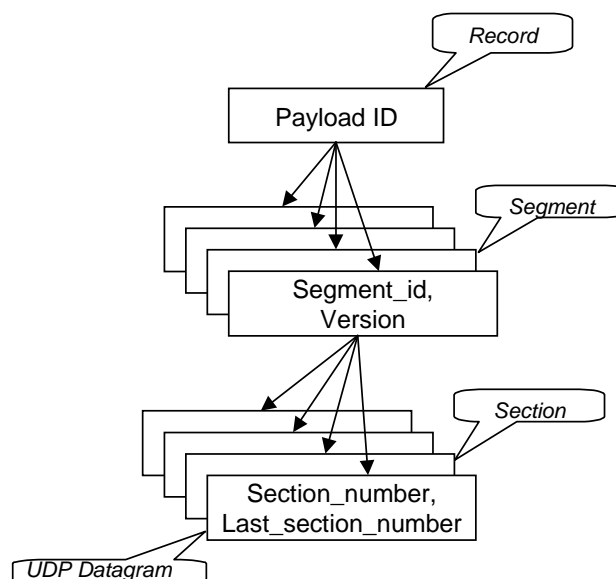 Record
Payload ID
Segment
Segment_id,
Version
Section
Section_number,
Last_section_number
UDP Datagram